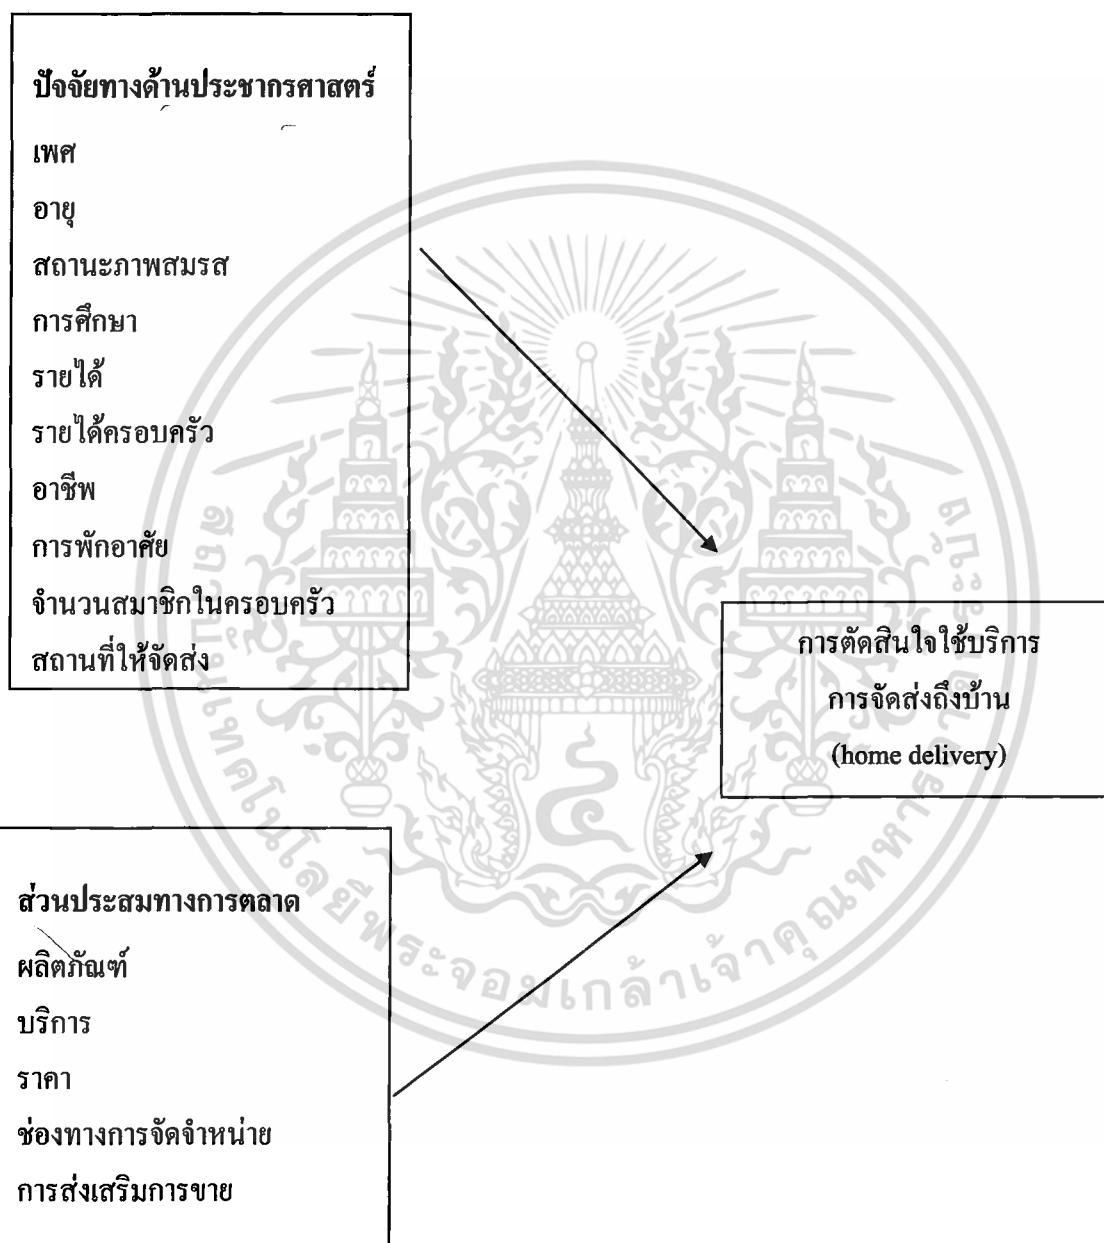 ปัจจัยทางด้านประชากรศาสตร์
เพศ
อายุ
สถานะภาพสมรส
การศึกษา
รายได้
รายได้ครอบครัว
อาชีพ
การพักอาศัย
จำนวนสมาชิกในครอบครัว
สถานที่ให้จัดส่ง
การตัดสินใจใช้บริการ
การจัดส่งถึงบ้าน
(home delivery)
ส่วนประสมทางการตลาด
ผลิตภัณฑ์
บริการ
ราคา
ช่องทางการจัดจำหน่าย
การส่งเสริมการขาย